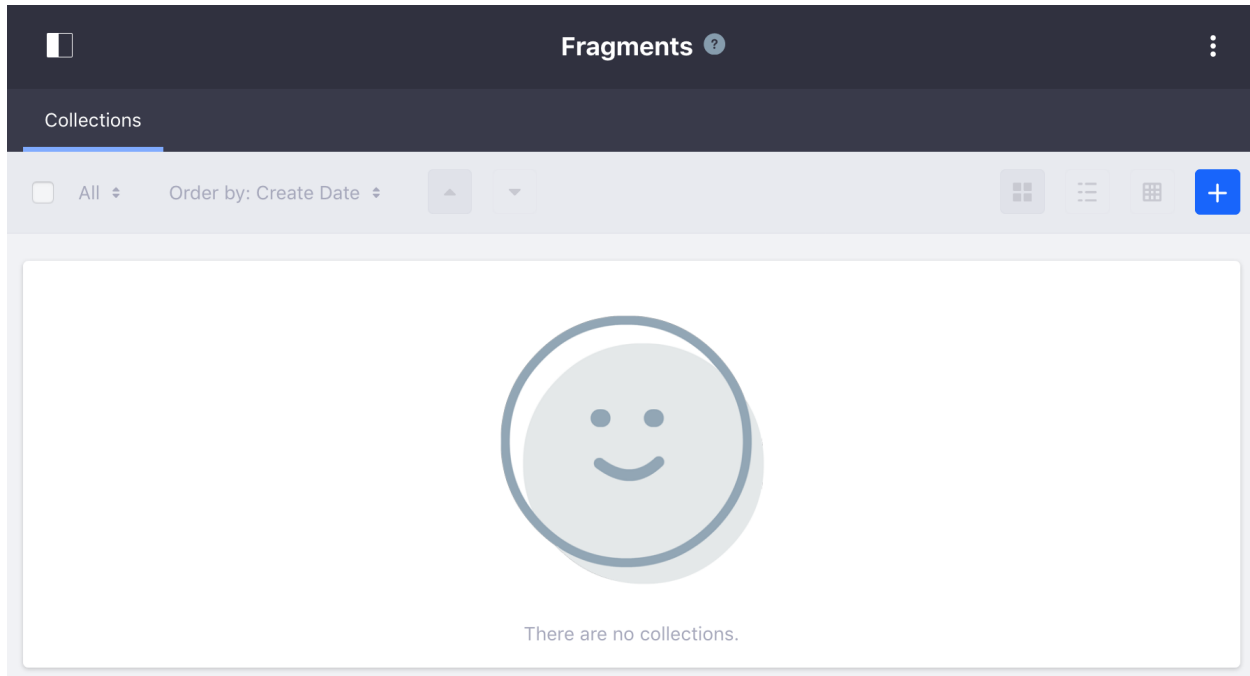 Fragments ?
Collections
All
Order by: Create Date
There are no collections.